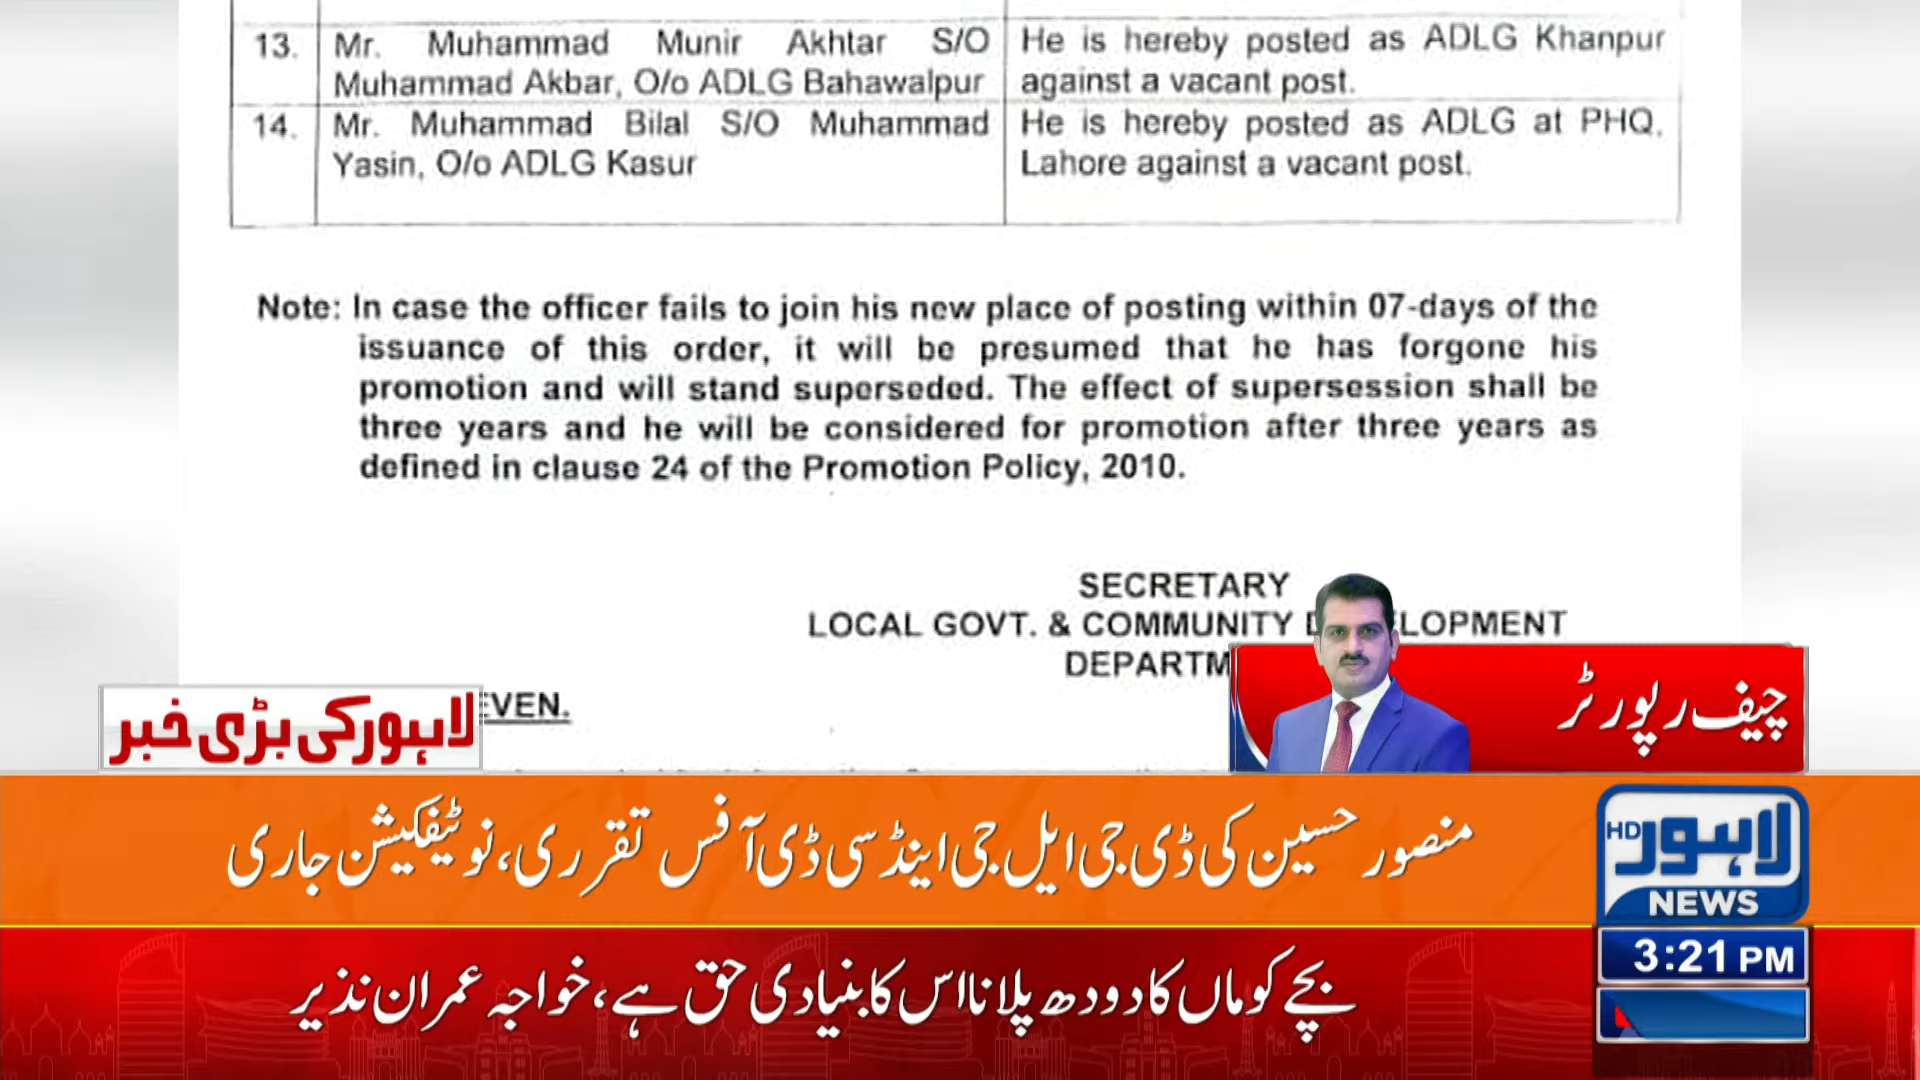 13. Mr. Muhammad Munir Akhtar S/O Muhammad Akbar, O/o ADLG Bahawalpur
He is hereby posted as ADLG Khanpur against a vacant post.
14. Mr. Muhammad Bilal S/O Muhammad Yasin, O/o ADLG Kasur
He is hereby posted as ADLG at PHQ, Lahore against a vacant post.
Note: In case the officer fails to join his new place of posting within 07-days of the
issuance of this order, it will be presumed that he has forgone his
promotion and will stand superseded. The effect of supersession shall be
three years and he will be considered for promotion after three years as
defined in clause 24 of the Promotion Policy, 2010.
SECRETARY
LOCAL GOVT. & COMMUNITY
LOPMENT
DEPARTM
EVEN.
چیف رپورٹر
لاہور کی بڑی خبر
منصور حسین کی ڈی جی ایل جی اینڈ سی ڈی آفس تقرری، نوٹیفکیشن جاری
لاہور HD
NEWS
3:21 PM
بچے کو ماں کا دودھ پلانا اس کا بنیادی حق ہے، خواجہ عمران نذیر